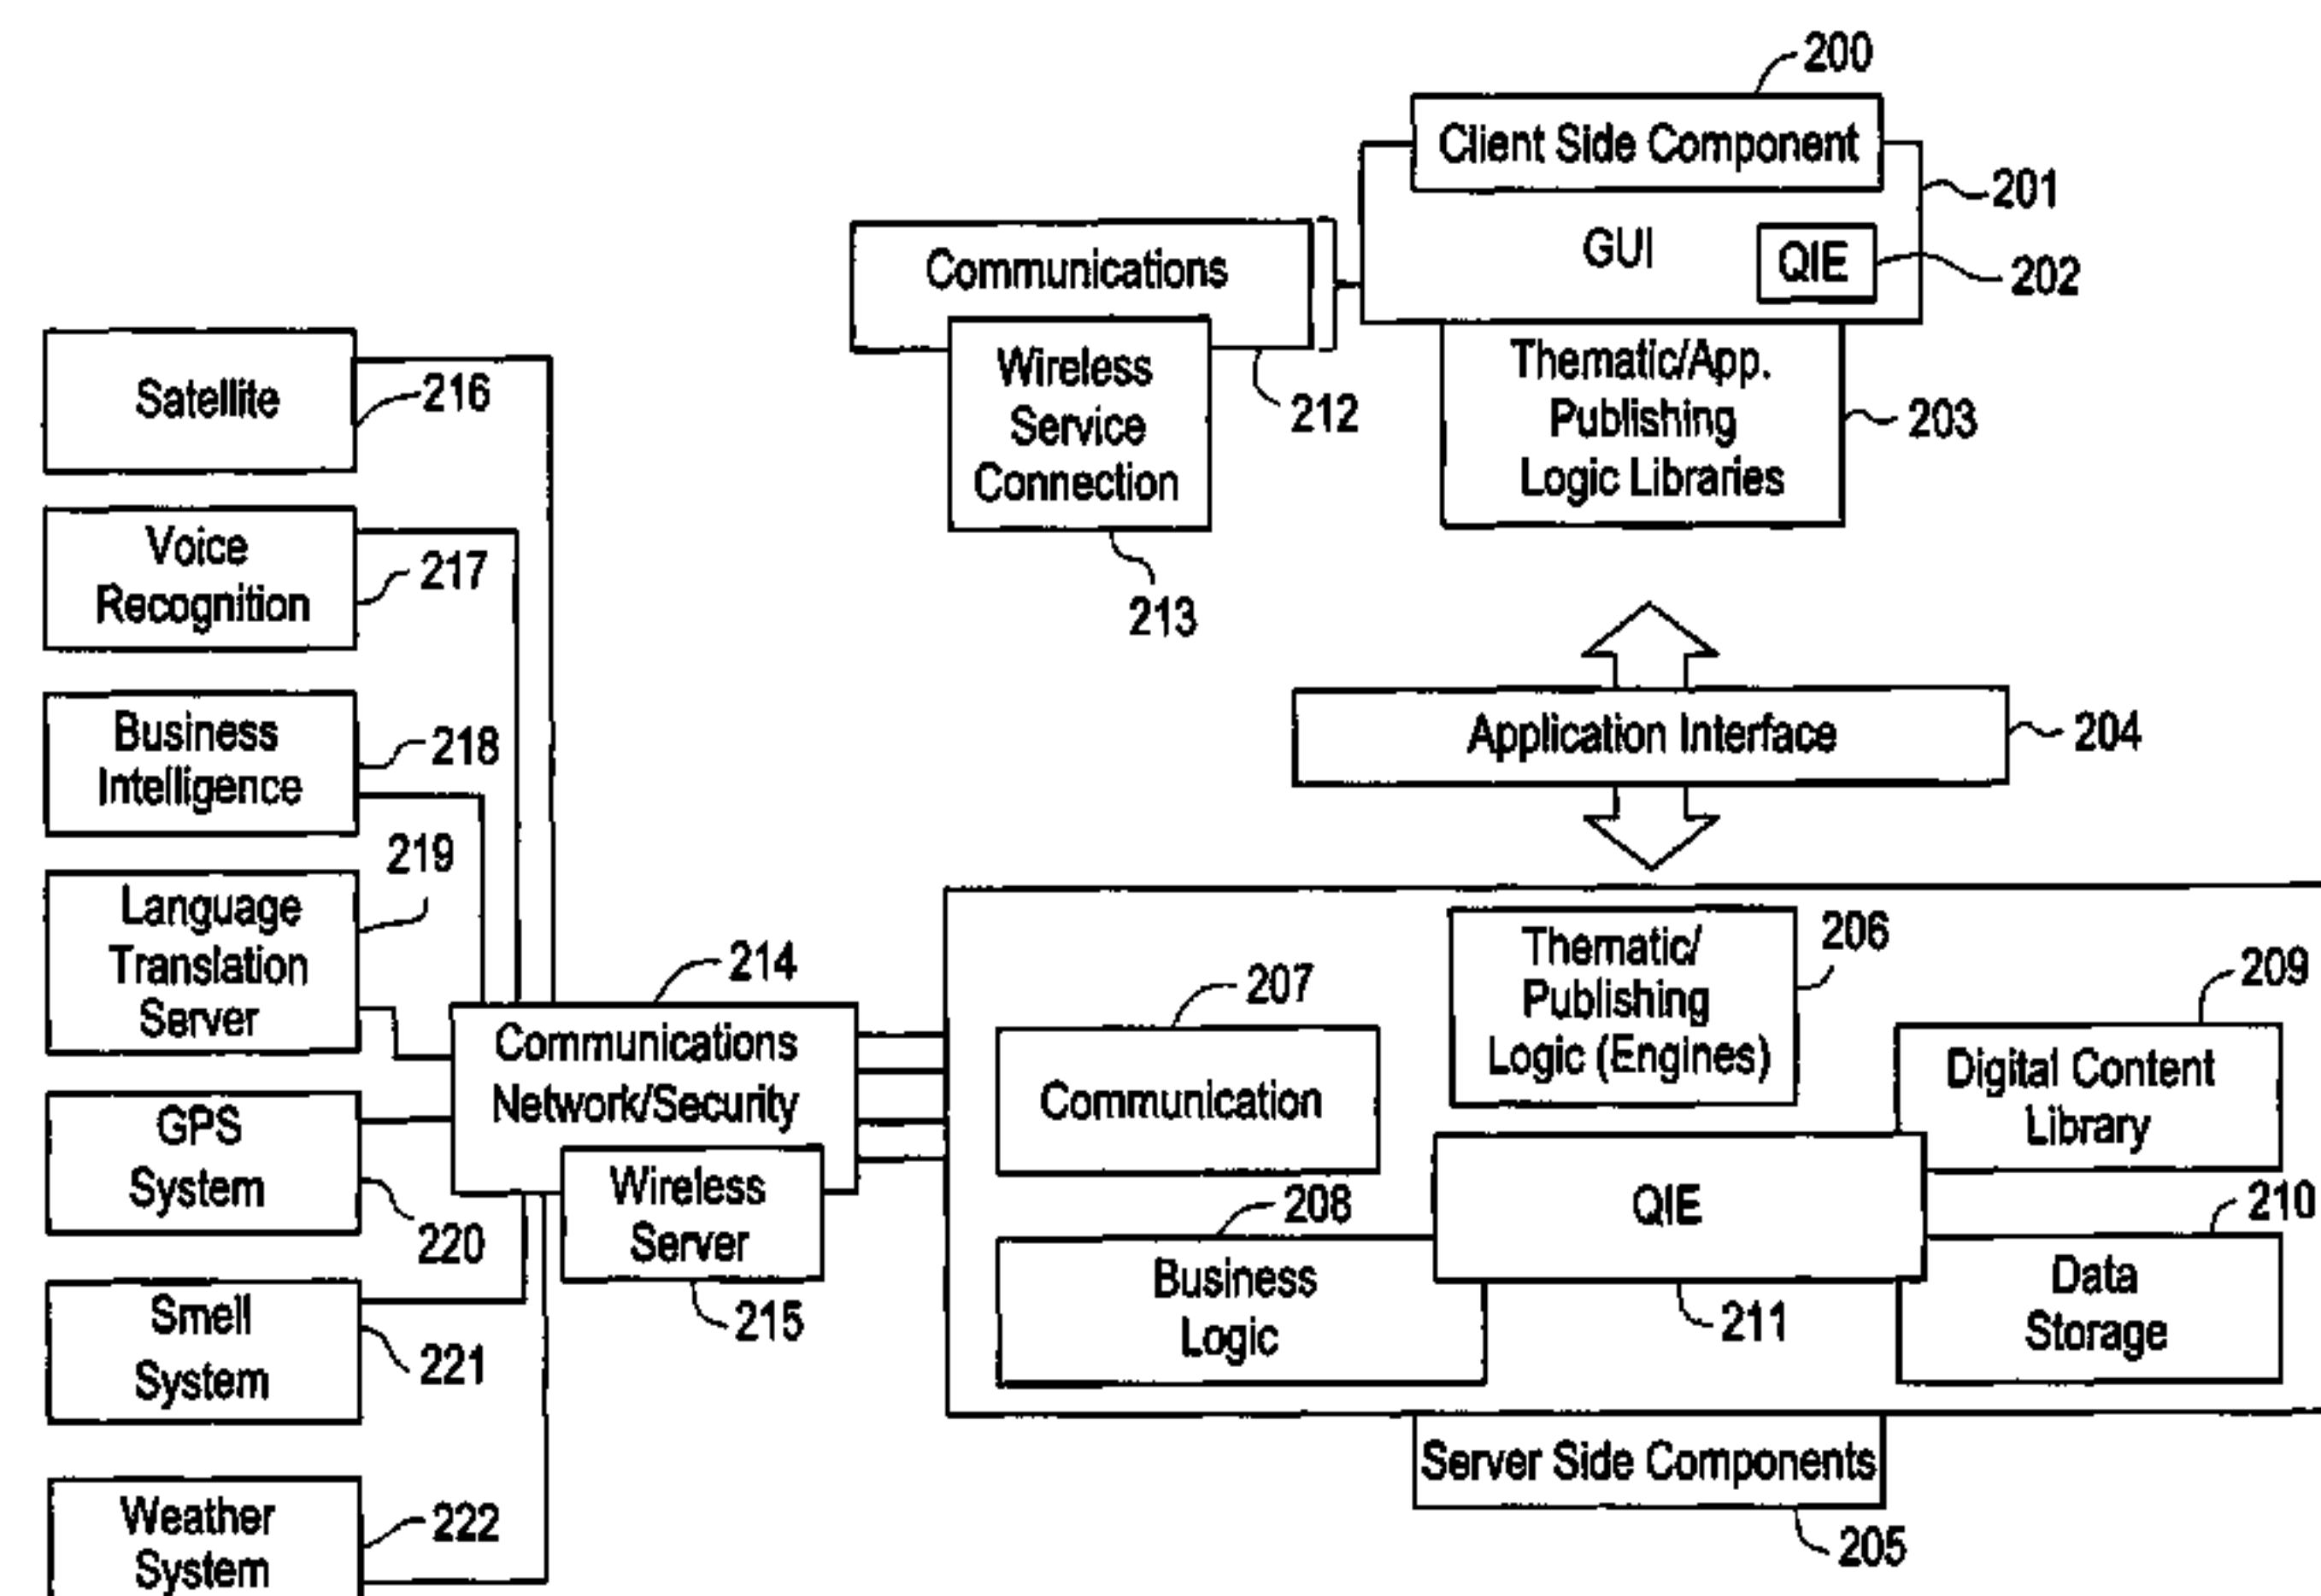 200
Client Side Component
201
GUI
QIE
202
Communications
Wireless
Service
Connection
212
213
Thematic/App.
Publishing
Logic Libraries
203
Satellite
216
Voice
Recognition
217
Business
Intelligence
218
Application Interface
204
219
Language
Translation
Server
214
Communications
Network/Security
Wireless
Server
215
GPS
System
220
Smell
System
221
Weather
System
222
206
Thematic/
Publishing
Logic (Engines)
207
Communication
209
Digital Content
Library
208
Business
Logic
QIE
211
210
Data
Storage
Server Side Components
205